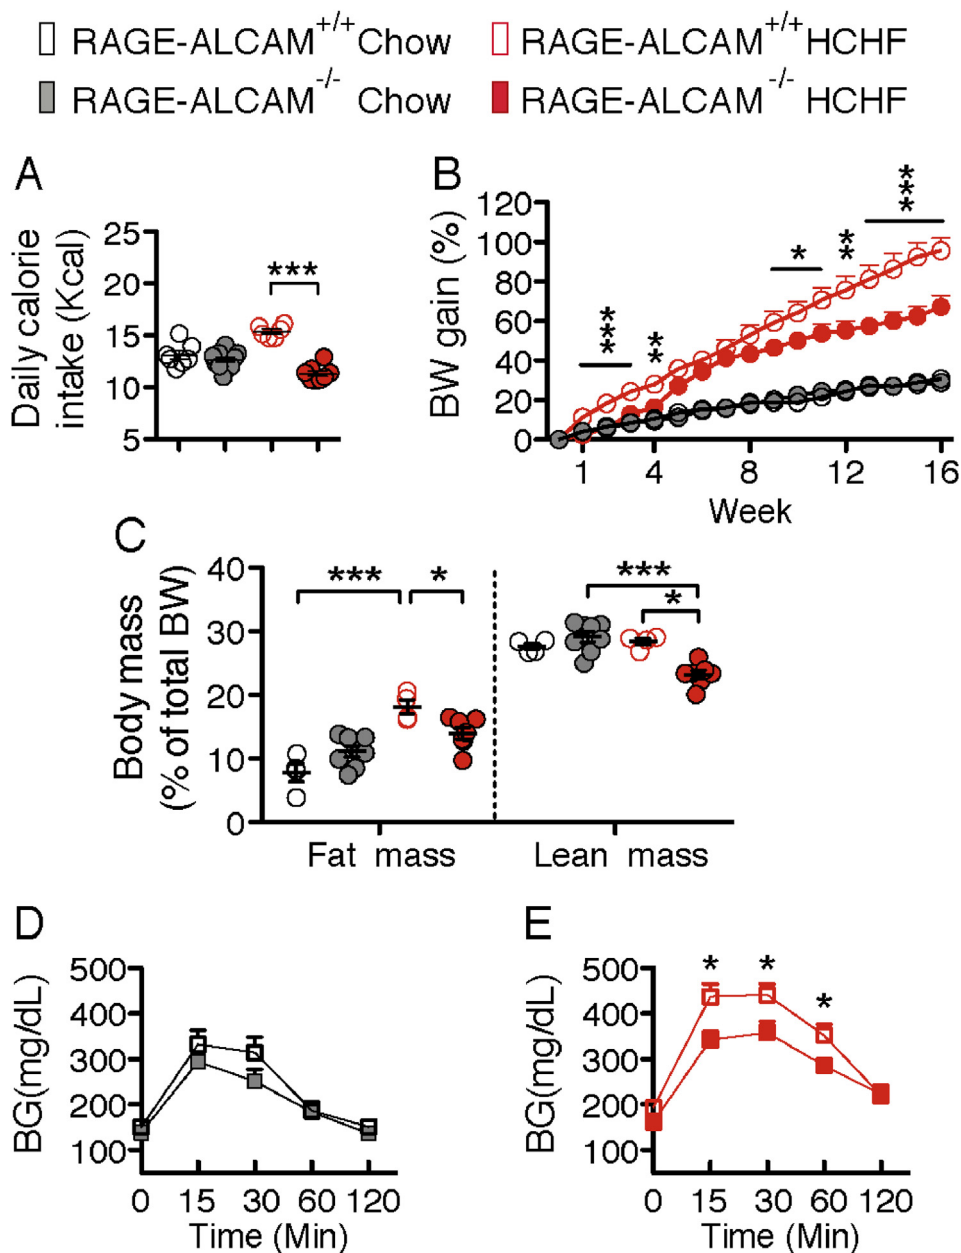 RAGE-ALCAM+/+ Chow
RAGE-ALCAM+/+ HCHF
RAGE-ALCAM-/- Chow
RAGE-ALCAM-/- HCHF
A
Daily calorie
intake (Kcal)
25
20
15
10
5
***
B
BW gain (%)
120
100
80
60
40
20
0
***
**
*
**
***
1 4 8 12 16
Week
C
Body mass
(% of total BW)
40
30
20
10
0
*** *
***
*
Fat mass Lean mass
D
BG(mg/dL)
500
400
300
200
100
0 15 30 60 120
Time (Min)
E
BG(mg/dL)
500
400
300
200
100
* * *
0 15 30 60 120
Time (Min)